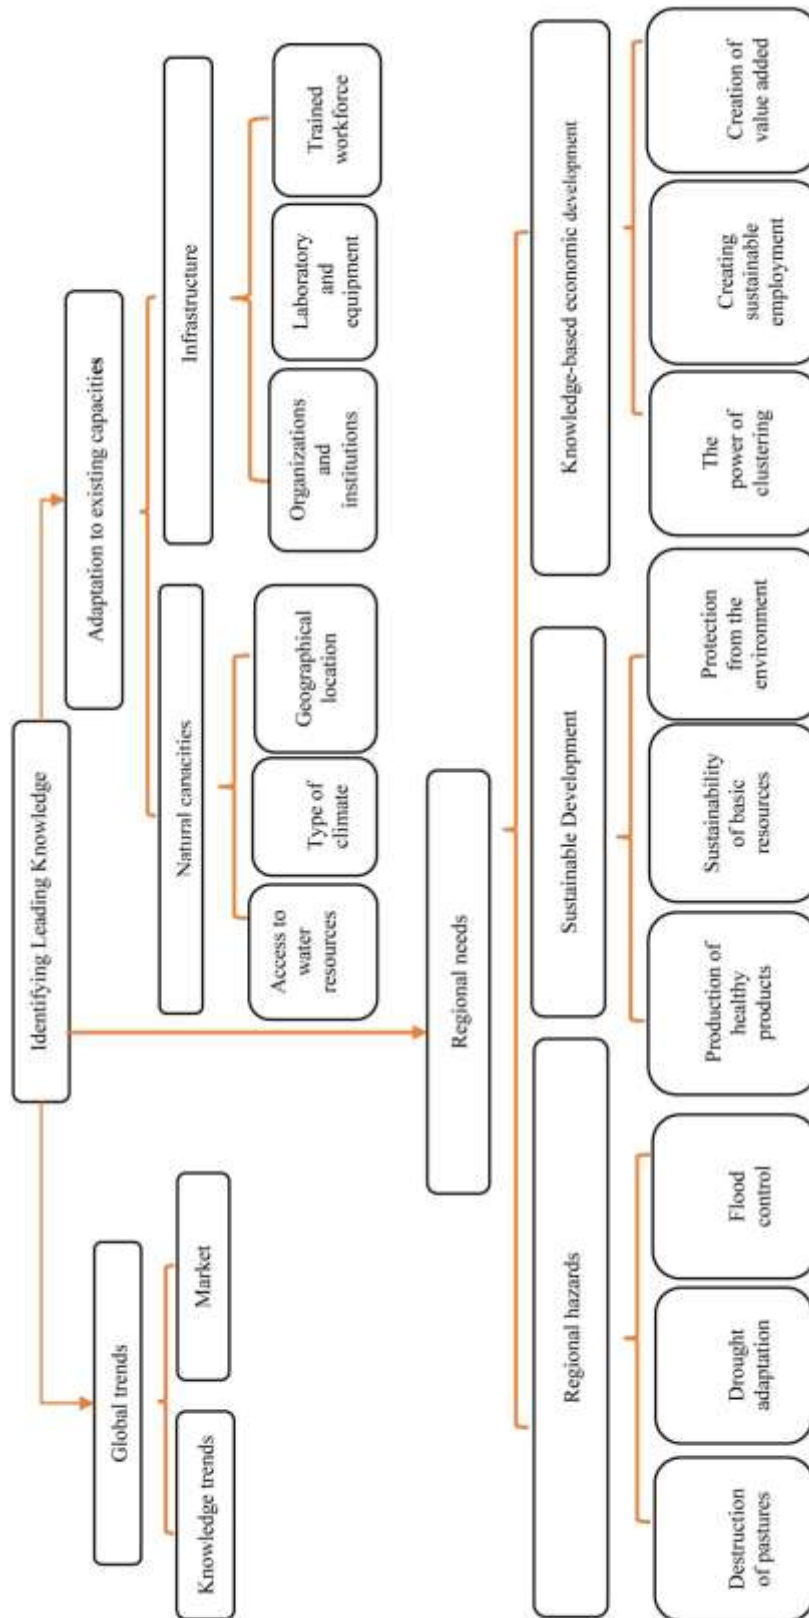 Identifying Leading Knowledge
Global trends
Adaptation to existing capacities
Knowledge trends
Market
Natural canacities
Infrastructure
Access to
water
resources
Type of
climate
Geographical
location
Organizations
and
institutions
Laboratory
and
equipment
Trained
workforce
Regional needs
Regional hazards
Sustainable Development
Knowledge-based economic development
Destruction
of pastures
Drought
adaptation
Flood
control
Production of
healthy
products
Sustainability
of basic
resources
Protection
from the
environment
The
power of
clustering
Creating
sustainable
employment
Creation of
value added